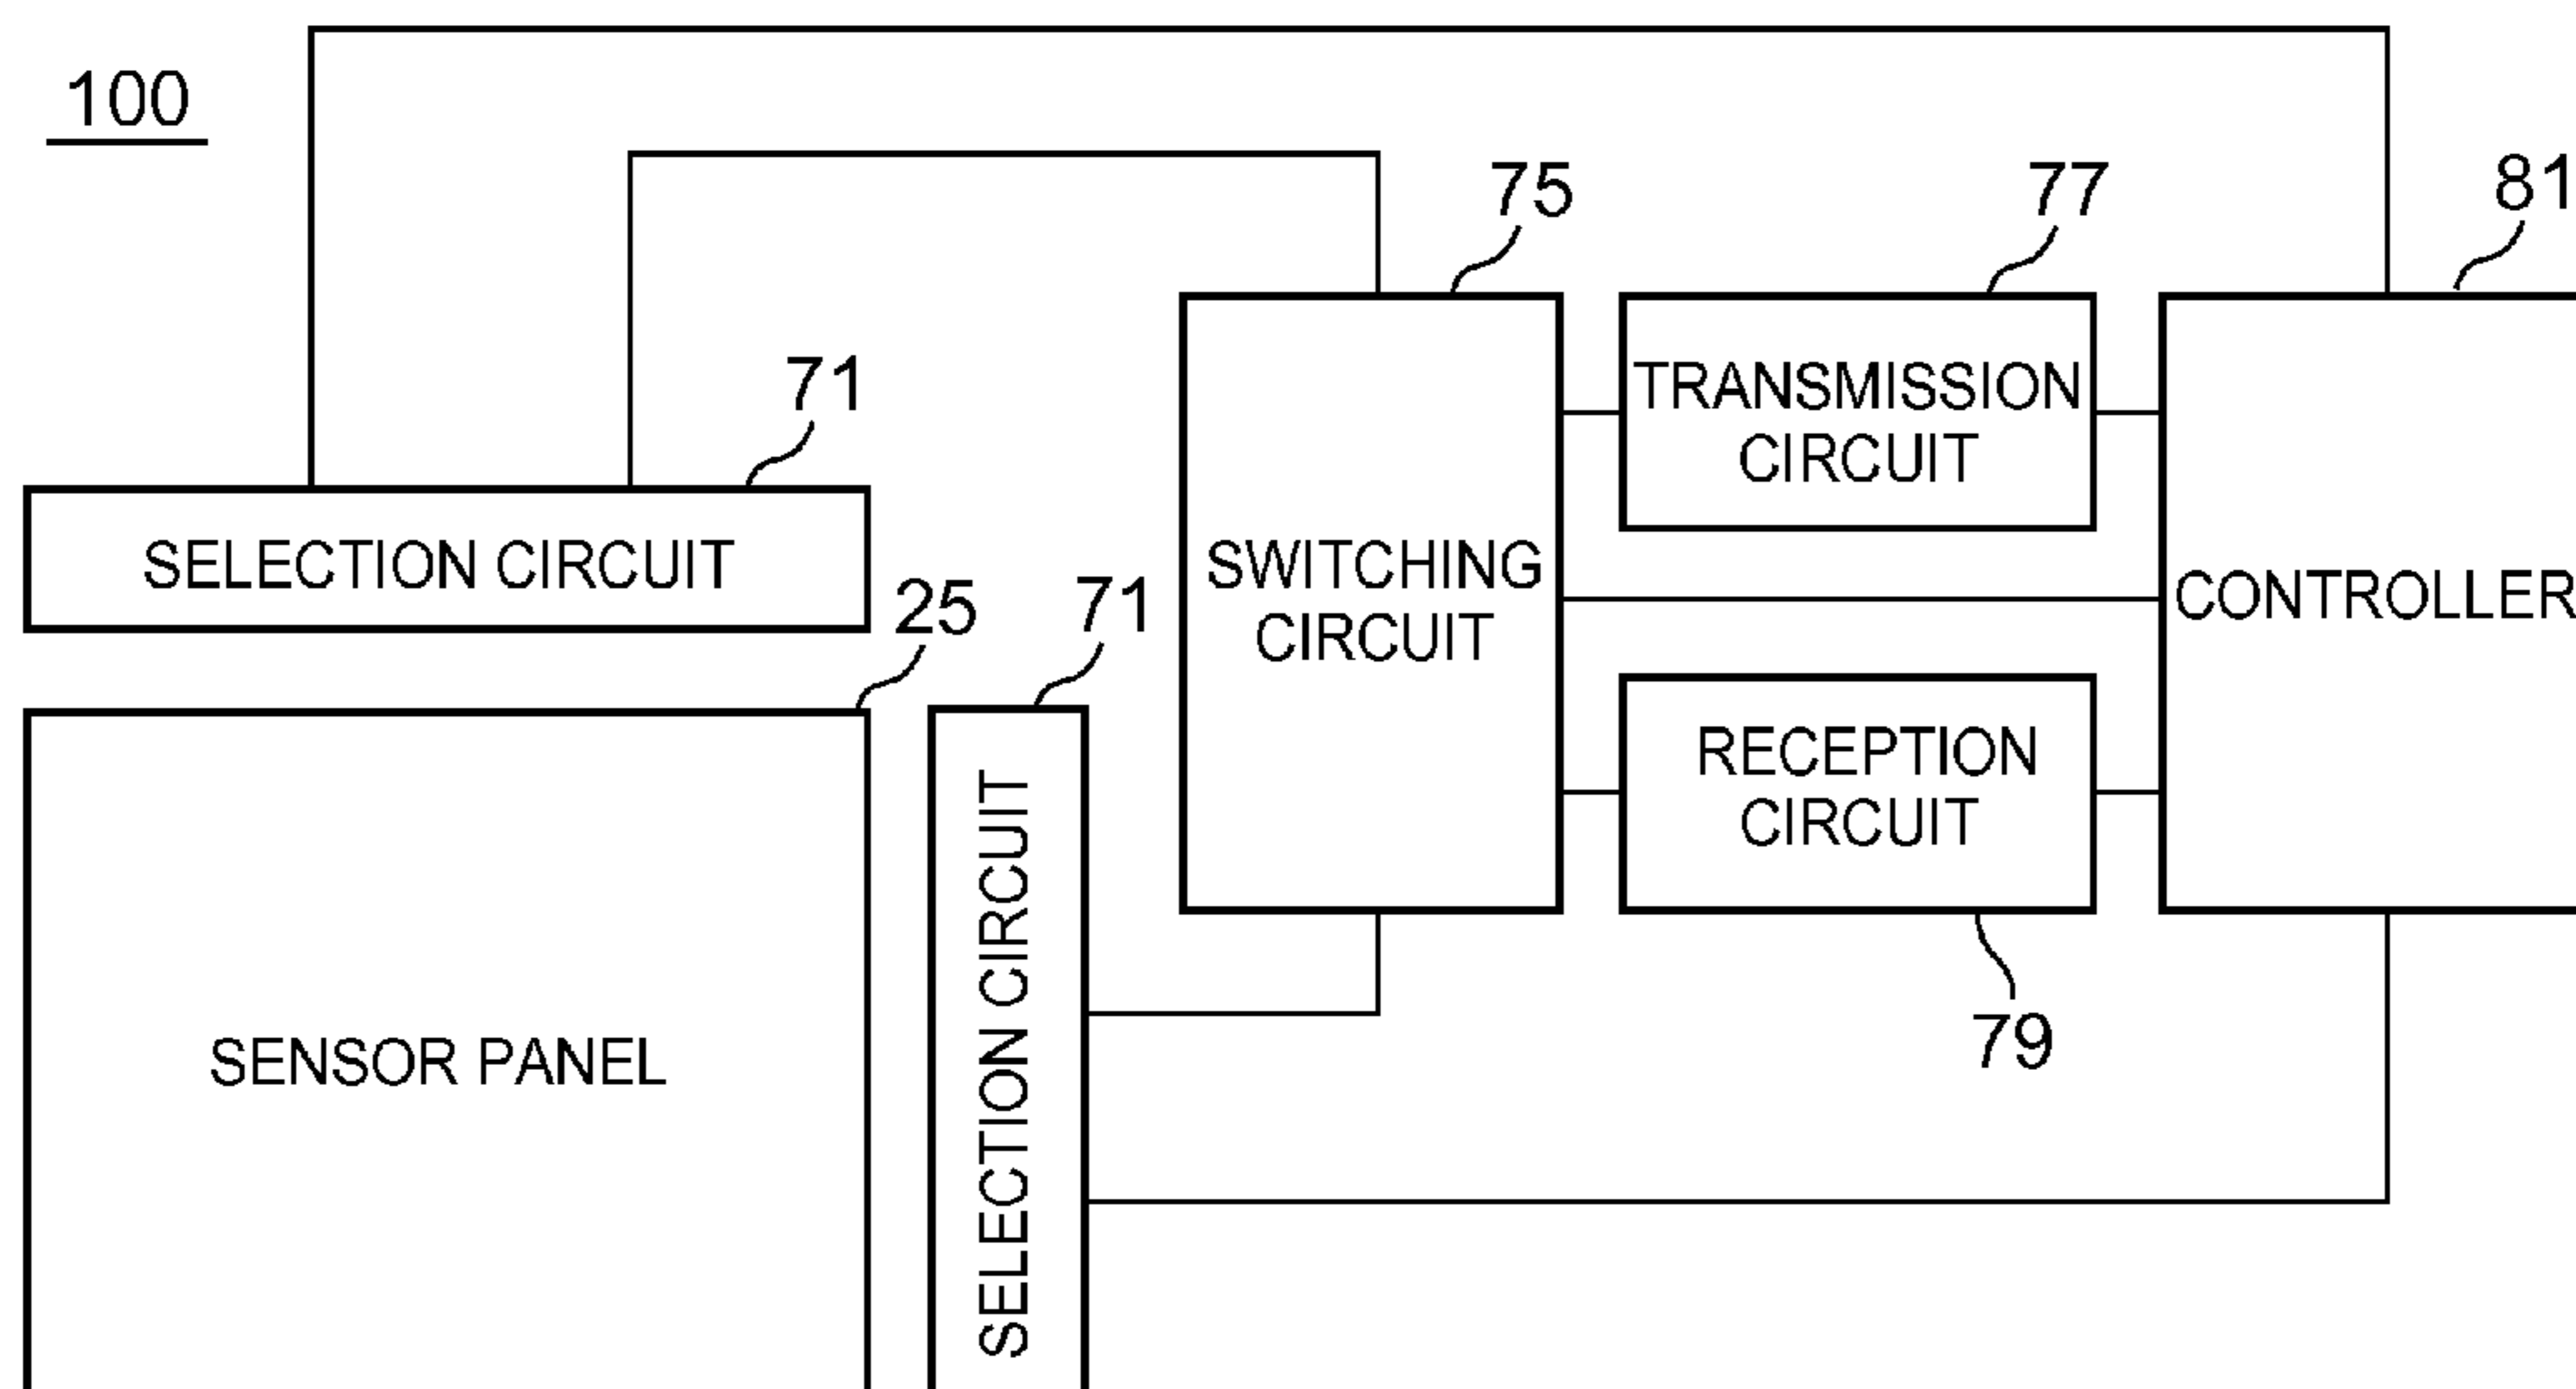 100
75
77
81
71
TRANSMISSION
CIRCUIT
SELECTION CIRCUIT
25
71
SWITCHING
CIRCUIT
CONTROLLER
RECEPTION
CIRCUIT
SELECTION CIRCUIT
79
SENSOR PANEL